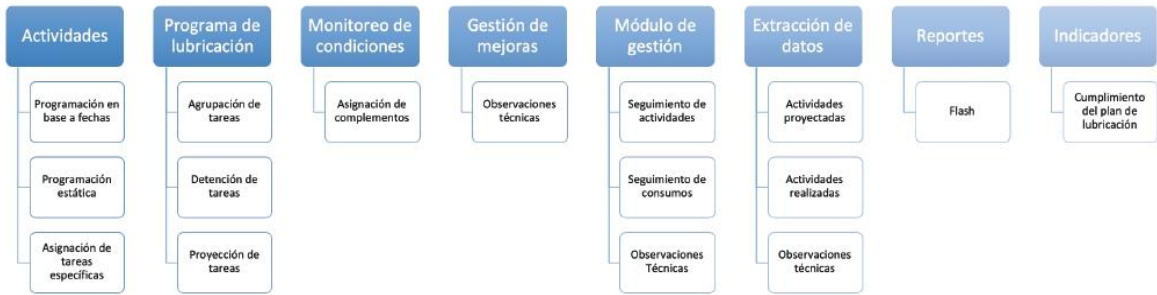 Actividades
Programación en
base a fechas
Programación
estática
Asignación de
tareas
específicas
Programa de
lubricación
Agrupación de
tareas
Detención de
tareas
Proyección de
tareas
Monitoreo de
condiciones
Asignación de
complementos
Gestión de
mejoras
Observaciones
técnicas
Módulo de
gestión
Seguimiento de
actividades
Seguimiento de
consumos
Observaciones
Técnicas
Extracción de
datos
Actividades
proyectadas
Actividades
realizadas
Observaciones
técnicas
Reportes
Flash
Indicadores
Cumplimiento
del plan de
lubricación